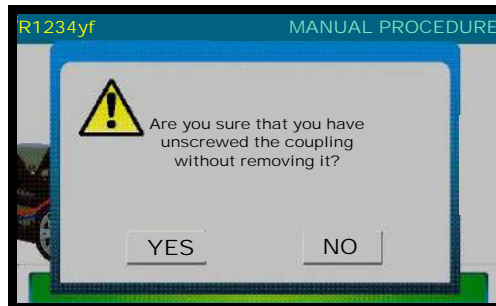 R1234yf MANUAL PROCEDURE
Are you sure that you have
unscrewed the coupling
without removing it?
YES NO